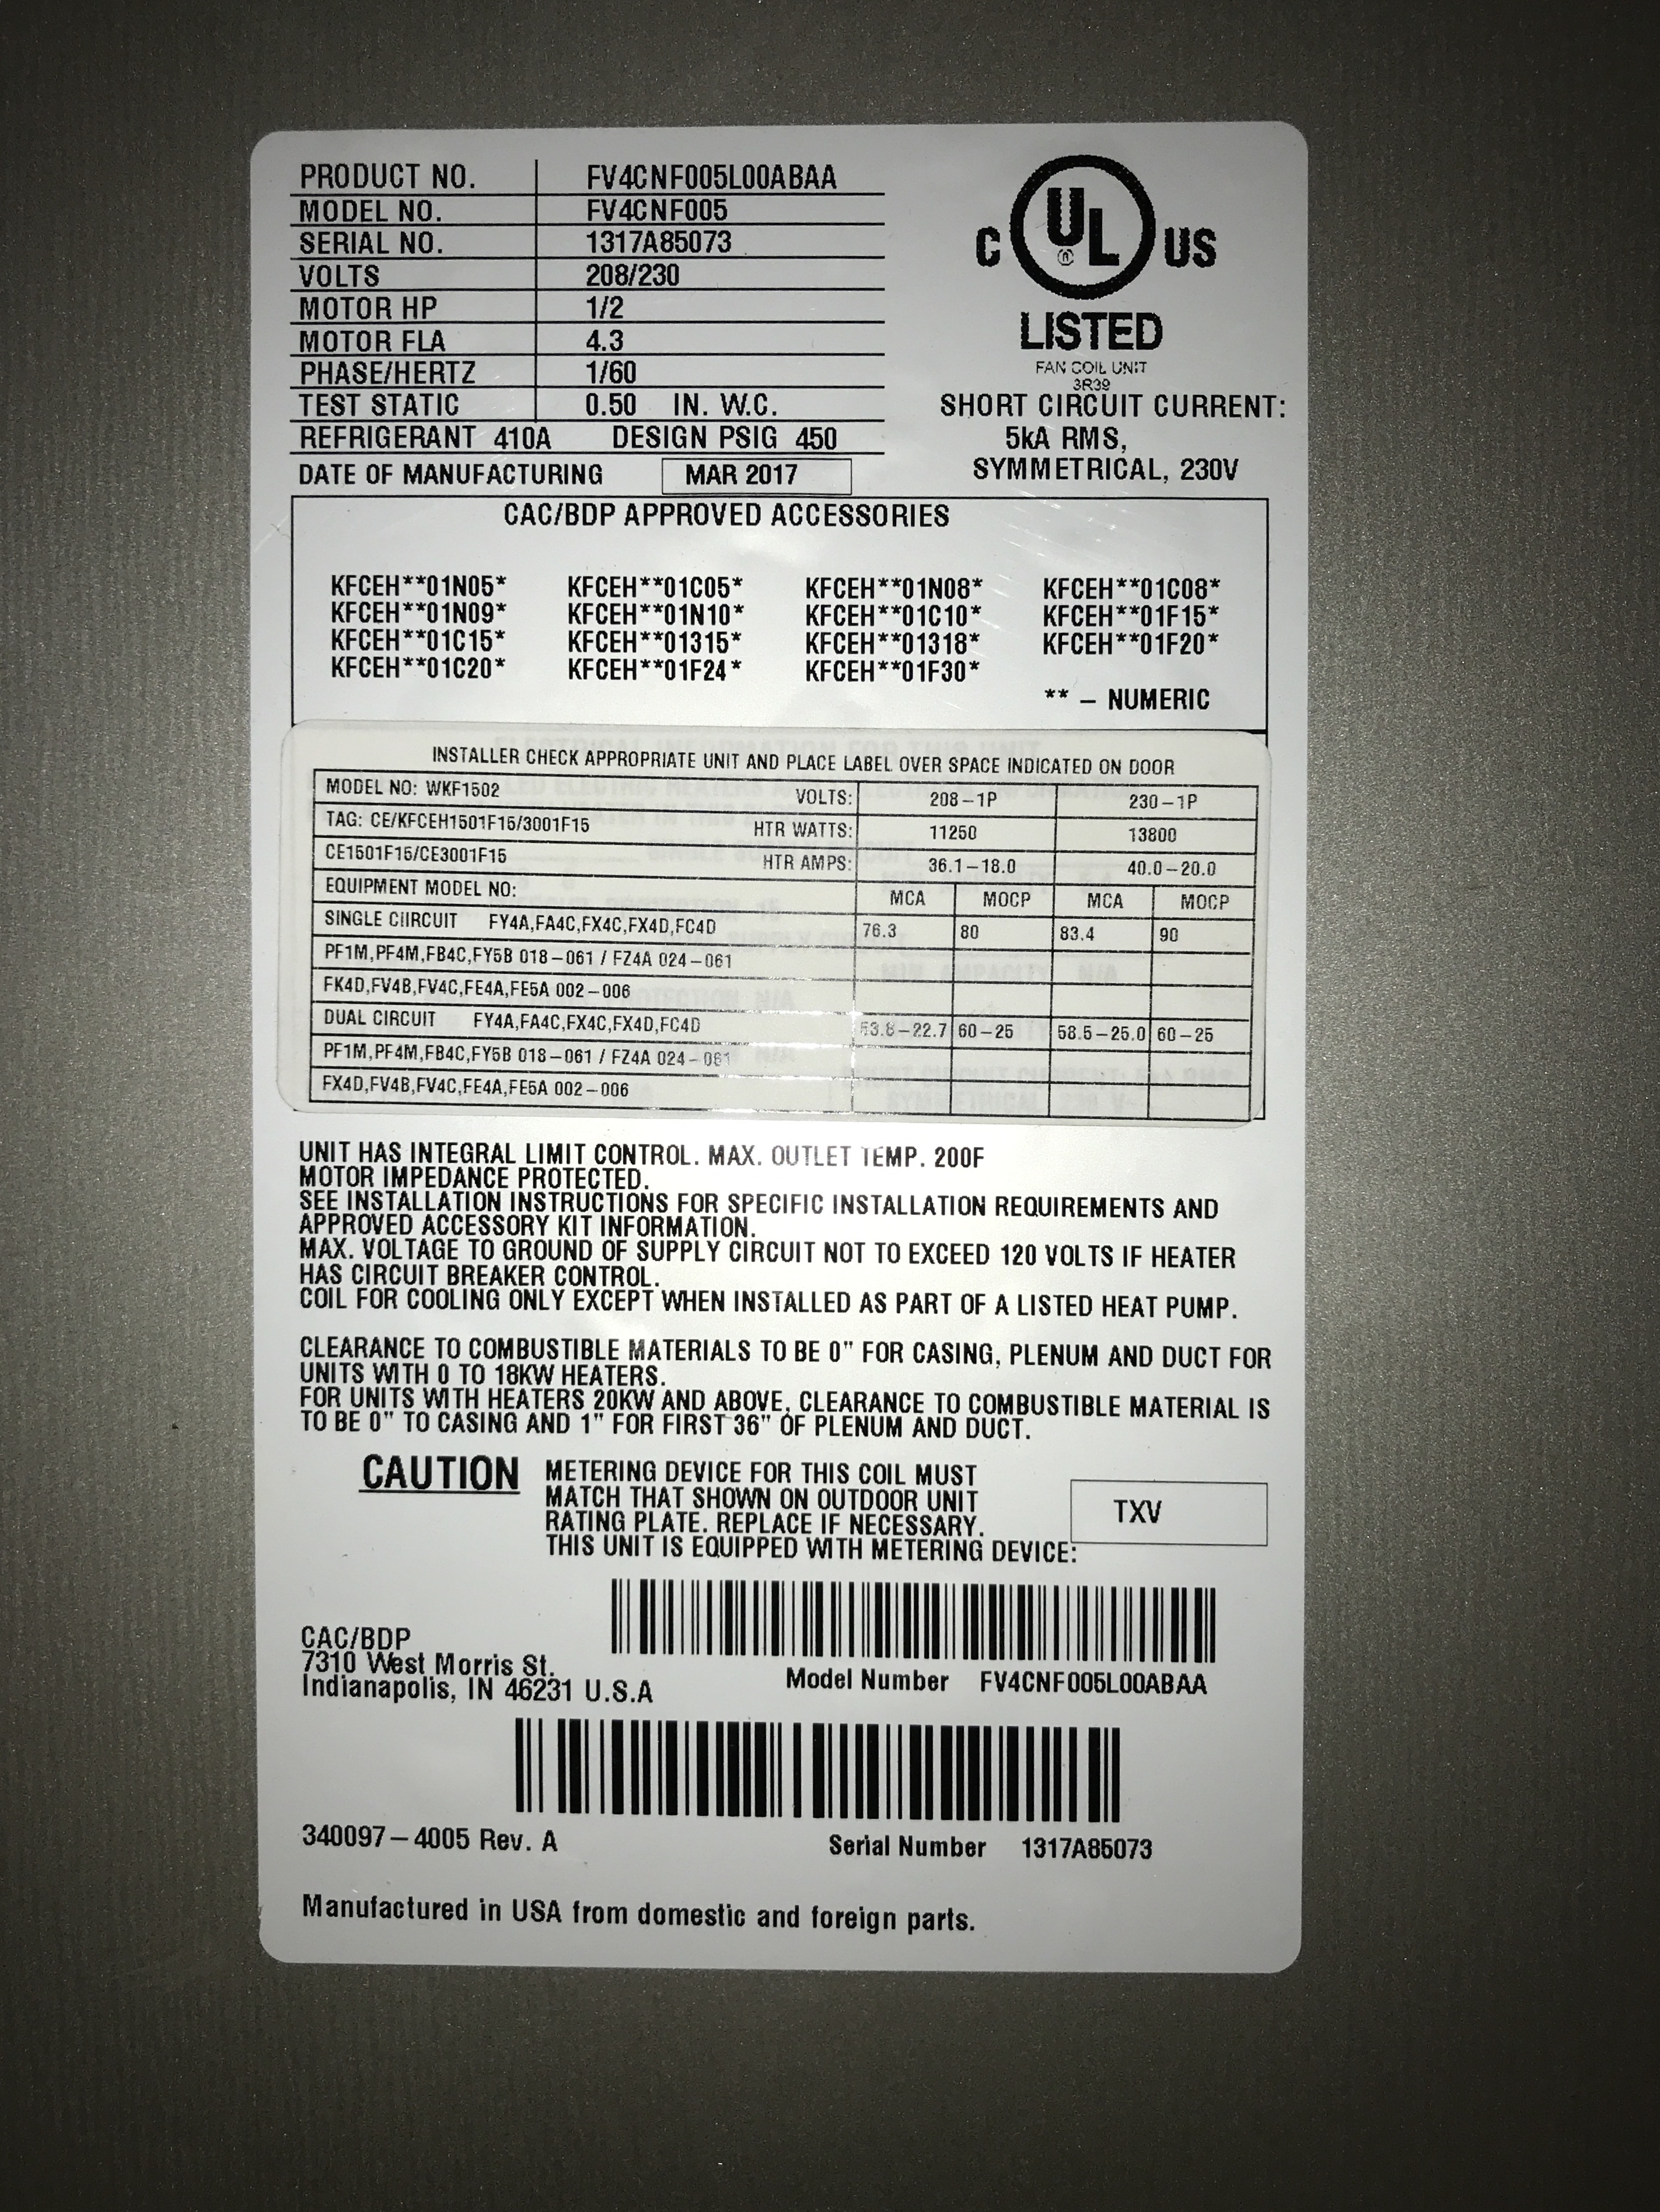 PRODUCT NO. FV4CNF005L00ABAA
MODEL NO. FV4CNF005
SERIAL NO. 1317A85073
VOLTS 208/230
MOTOR HP 1/2
MOTOR FLA 4.3
PHASE/HERTZ 1/60
TEST STATIC 0.50 IN. W.C.
REFRIGERANT 410A DESIGN PSIG 450
DATE OF MANUFACTURING MAR 2017
C UL ® US
LISTED
FAN COIL UNIT
3R39
SHORT CIRCUIT CURRENT:
5kA RMS,
SYMMETRICAL, 230V
CAC/BDP APPROVED ACCESSORIES
KFCEH**01N05* KFCEH**01C05* KFCEH**01N08* KFCEH**01C08*
KFCEH**01N09* KFCEH**01N10* KFCEH**01C10* KFCEH**01F15*
KFCEH**01C15* KFCEH**01315* KFCEH**01318* KFCEH**01F20*
KFCEH**01C20* KFCEH**01F24* KFCEH**01F30*
** – NUMERIC
INSTALLER CHECK APPROPRIATE UNIT AND PLACE LABEL OVER SPACE INDICATED ON DOOR
MODEL NO: WKF1502 VOLTS: 208–1P 230–1P
TAG: CE/KFCEH1501F15/3001F15 HTR WATTS: 11250 13800
CE1501F15/CE3001F15 HTR AMPS: 36.1–18.0 40.0–20.0
EQUIPMENT MODEL NO: MCA MOCP MCA MOCP
SINGLE CIIRCUIT FY4A,FA4C,FX4C,FX4D,FC4D 76.3 80 83.4 90
PF1M,PF4M,FB4C,FY5B 018–061 / FZ4A 024–061
FK4D,FV4B,FV4C,FE4A,FE5A 002–006
DUAL CIRCUIT FY4A,FA4C,FX4C,FX4D,FC4D 53.8–22.7 60–25 58.5–25.0 60–25
PF1M,PF4M,FB4C,FY5B 018–061 / FZ4A 024–061
FX4D,FV4B,FV4C,FE4A,FE5A 002–006
UNIT HAS INTEGRAL LIMIT CONTROL. MAX. OUTLET TEMP. 200F
MOTOR IMPEDANCE PROTECTED.
SEE INSTALLATION INSTRUCTIONS FOR SPECIFIC INSTALLATION REQUIREMENTS AND
APPROVED ACCESSORY KIT INFORMATION.
MAX. VOLTAGE TO GROUND OF SUPPLY CIRCUIT NOT TO EXCEED 120 VOLTS IF HEATER
HAS CIRCUIT BREAKER CONTROL.
COIL FOR COOLING ONLY EXCEPT WHEN INSTALLED AS PART OF A LISTED HEAT PUMP.
CLEARANCE TO COMBUSTIBLE MATERIALS TO BE 0" FOR CASING, PLENUM AND DUCT FOR
UNITS WITH 0 TO 18KW HEATERS.
FOR UNITS WITH HEATERS 20KW AND ABOVE, CLEARANCE TO COMBUSTIBLE MATERIAL IS
TO BE 0" TO CASING AND 1" FOR FIRST 36" OF PLENUM AND DUCT.
CAUTION
METERING DEVICE FOR THIS COIL MUST
MATCH THAT SHOWN ON OUTDOOR UNIT
RATING PLATE. REPLACE IF NECESSARY.
THIS UNIT IS EQUIPPED WITH METERING DEVICE:
TXV
CAC/BDP
7310 West Morris St.
Indianapolis, IN 46231 U.S.A
Model Number FV4CNF005L00ABAA
340097–4005 Rev. A
Serial Number 1317A85073
Manufactured in USA from domestic and foreign parts.